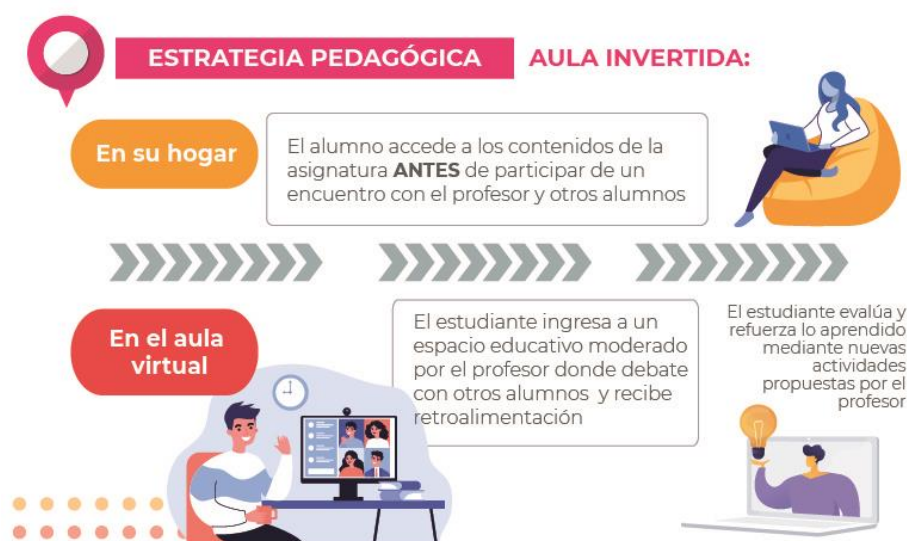 ESTRATEGIA PEDAGÓGICA AULA INVERTIDA:
En su hogar
El alumno accede a los contenidos de la
asignatura ANTES de participar de un
encuentro con el profesor y otros alumnos
En el aula
virtual
El estudiante ingresa a un
espacio educativo moderado
por el profesor donde debate
con otros alumnos y recibe
retroalimentación
El estudiante evalúa y
refuerza lo aprendido
mediante nuevas
actividades
propuestas por el
profesor